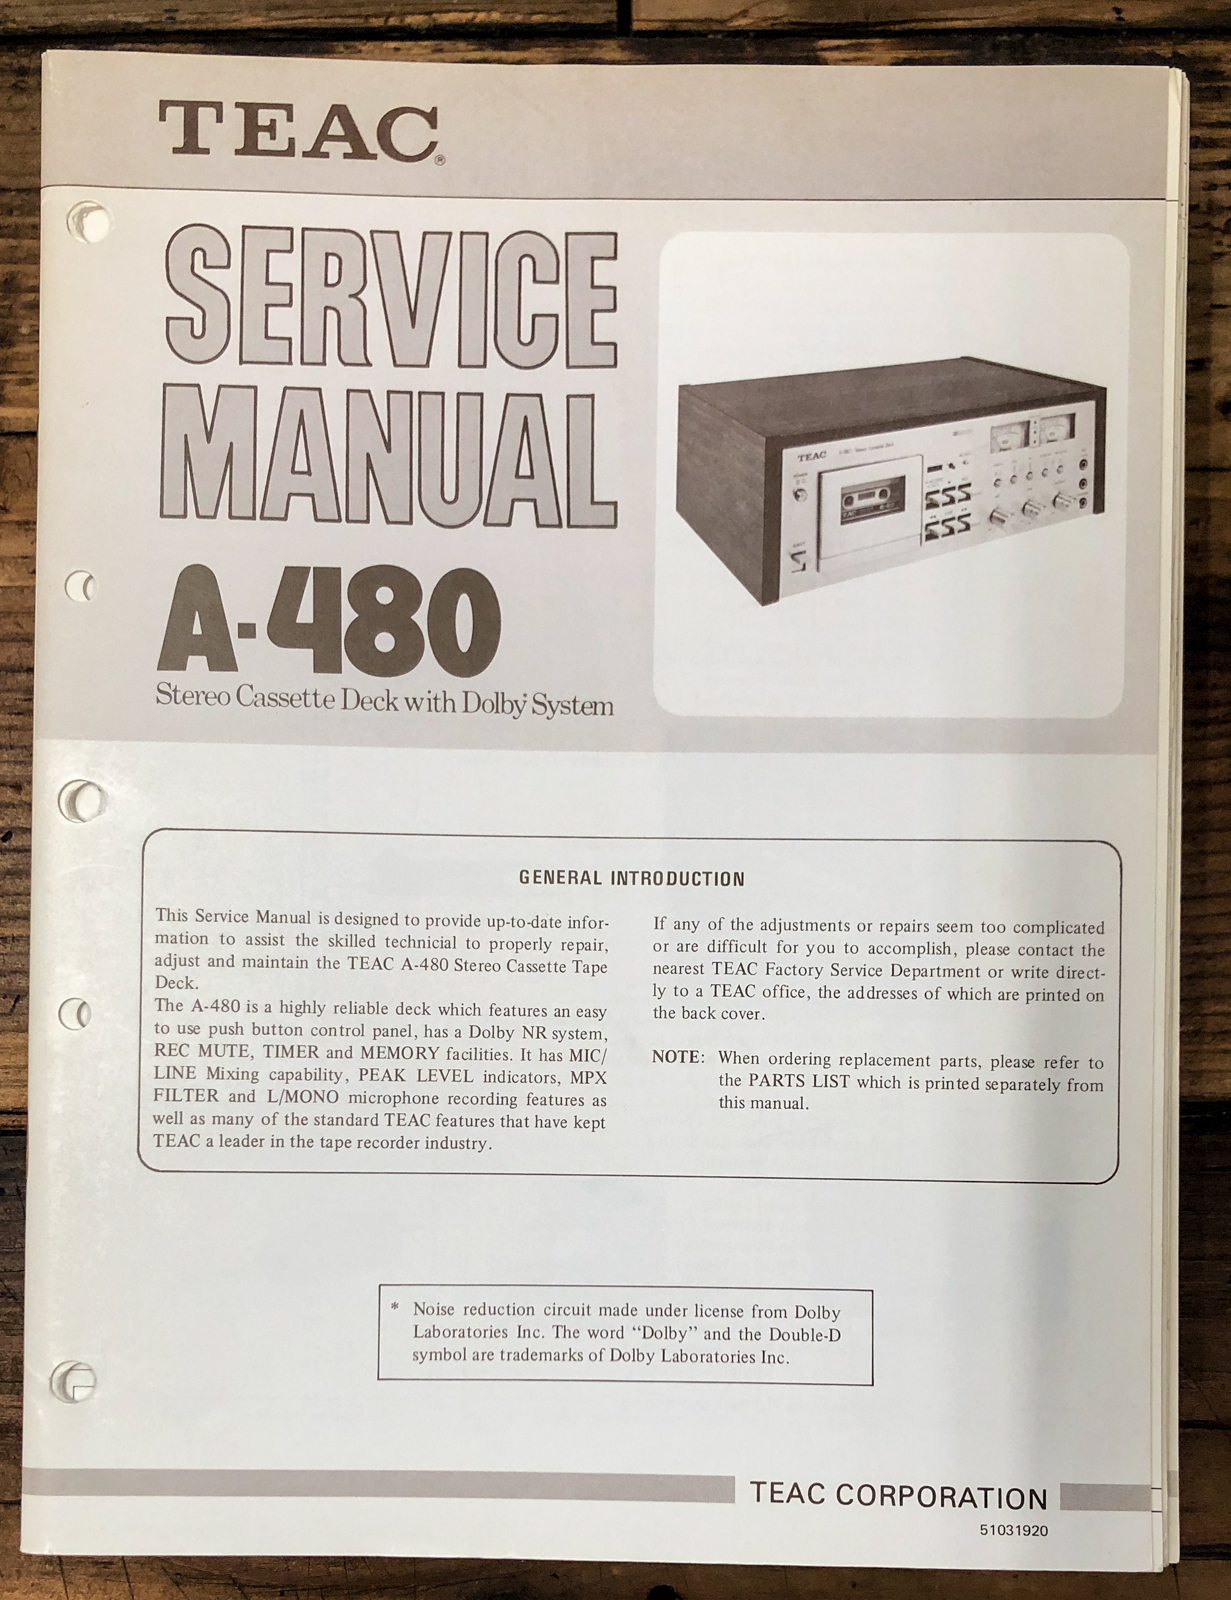 TEAC®
SERVICE
MANUAL
A-480
Stereo Cassette Deck with Dolby* System
TEAC
GENERAL INTRODUCTION
This Service Manual is designed to provide up-to-date infor-
mation to assist the skilled technicial to properly repair,
adjust and maintain the TEAC A-480 Stereo Cassette Tape
Deck.
The A-480 is a highly reliable deck which features an easy
to use push button control panel, has a Dolby NR system,
REC MUTE, TIMER and MEMORY facilities. It has MIC/
LINE Mixing capability, PEAK LEVEL indicators, MPX
FILTER and L/MONO microphone recording features as
well as many of the standard TEAC features that have kept
TEAC a leader in the tape recorder industry.
If any of the adjustments or repairs seem too complicated
or are difficult for you to accomplish, please contact the
nearest TEAC Factory Service Department or write direct-
ly to a TEAC office, the addresses of which are printed on
the back cover.
NOTE: When ordering replacement parts, please refer to
the PARTS LIST which is printed separately from
this manual.
* Noise reduction circuit made under license from Dolby
Laboratories Inc. The word “Dolby” and the Double-D
symbol are trademarks of Dolby Laboratories Inc.
TEAC CORPORATION
51031920